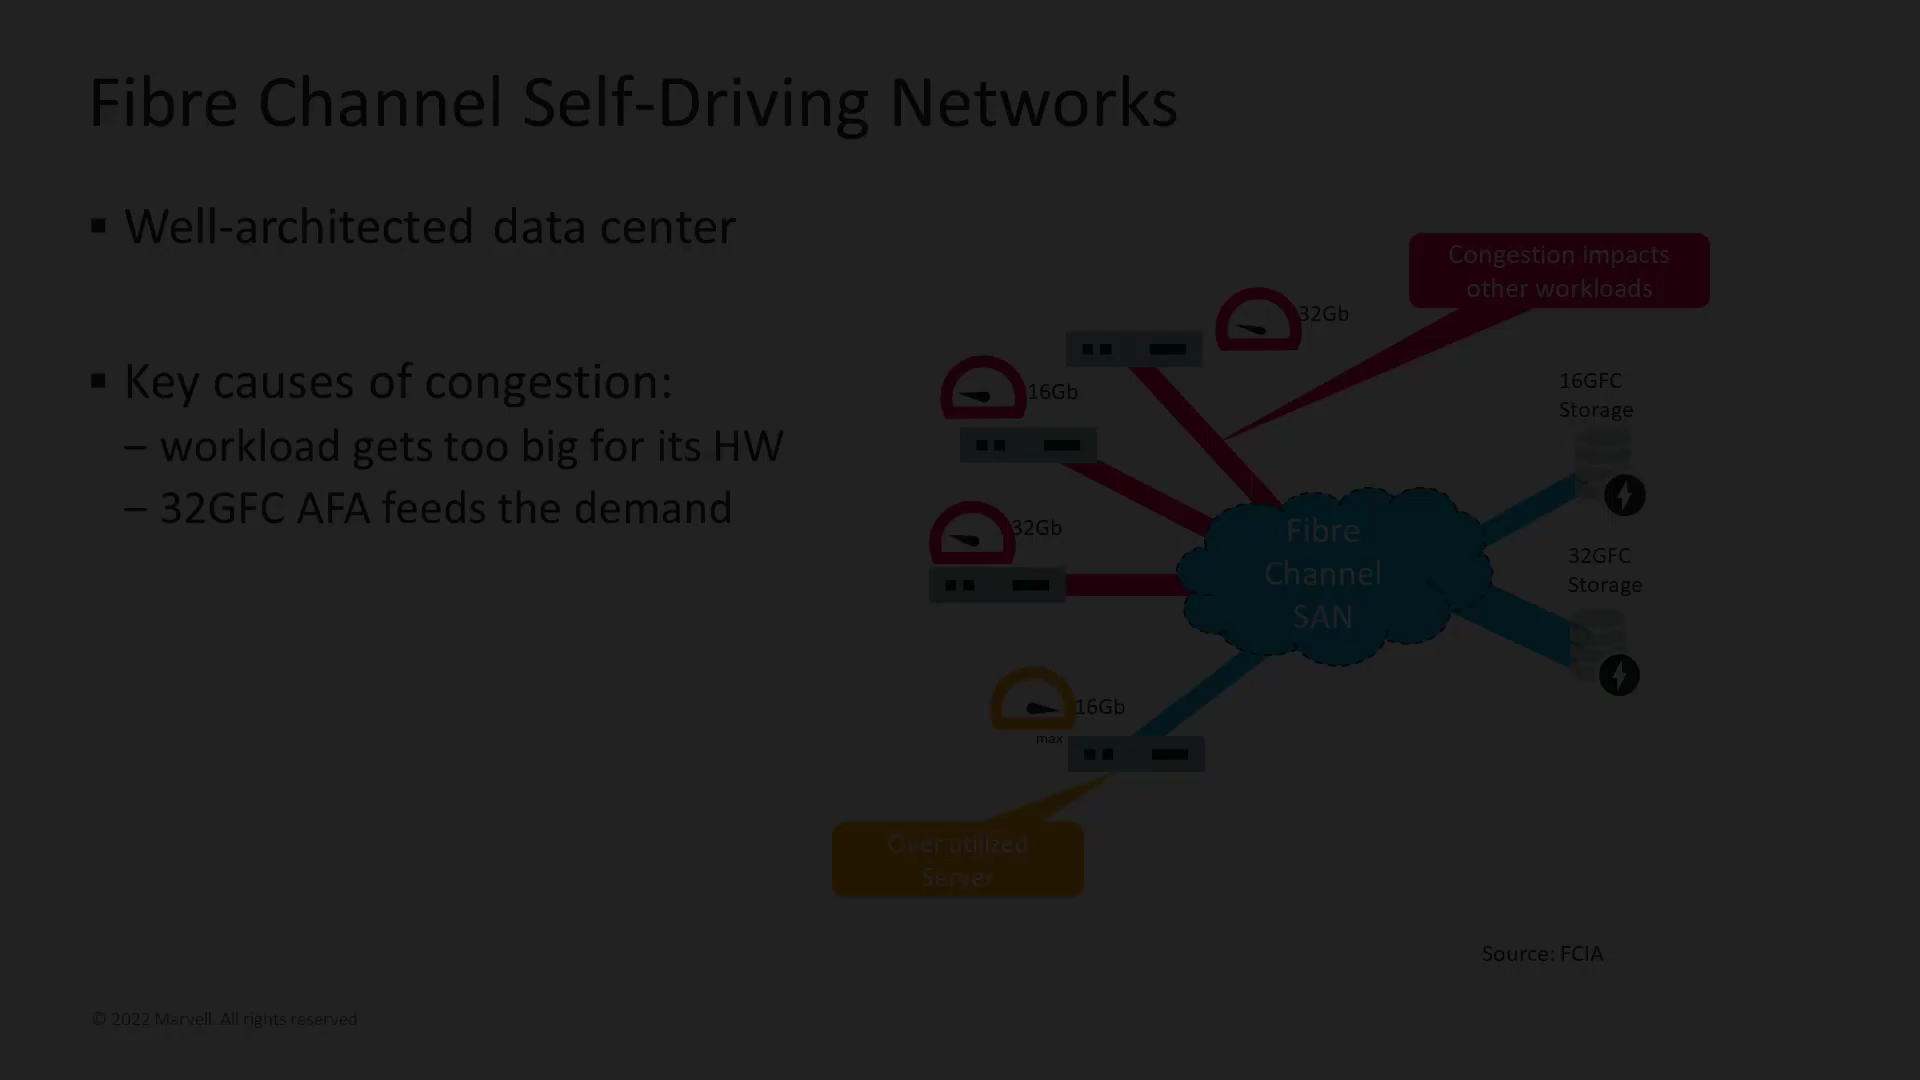 Fibre Channel Self-Driving Networks
▪ Well-architected data center
▪ Key causes of congestion:
– workload gets too big for its HW
– 32GFC AFA feeds the demand
Congestion impacts
other workloads
32Gb
16Gb
32Gb
16Gb
max
Fibre
Channel
SAN
16GFC
Storage
32GFC
Storage
Over utilized
Server
Source: FCIA
© 2022 Marvell. All rights reserved